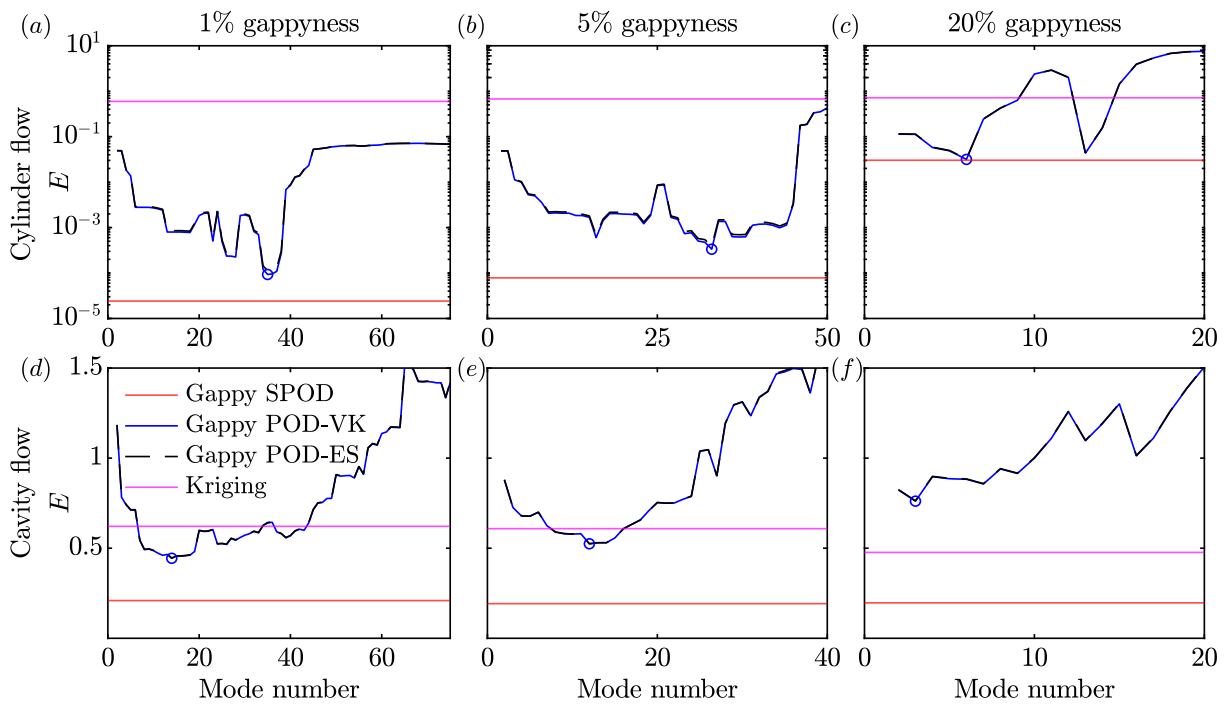 (a) 1% gappyness (b) 5% gappyness (c) 20% gappyness
Cylinder flow
E
10^1
10^-1
10^-3
10^-5
0 20 40 60
0 25 50
0 10 20
(d) (e) (f)
Cavity flow
E
1.5
1
0.5
Gappy SPOD
Gappy POD-VK
Gappy POD-ES
Kriging
0 20 40 60
0 20 40
0 10 20
Mode number Mode number Mode number